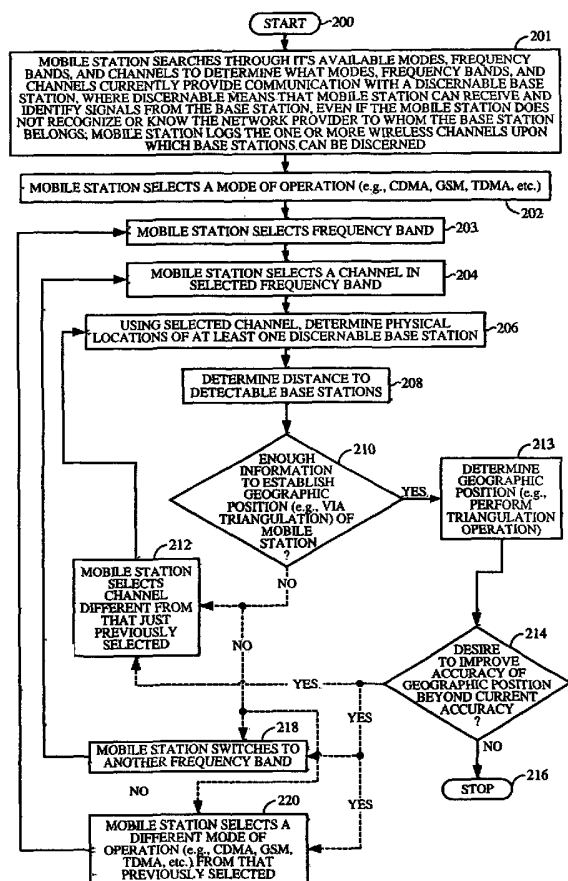 START
200
201
MOBILE STATION SEARCHES THROUGH IT'S AVAILABLE MODES, FREQUENCY
BANDS, AND CHANNELS TO DETERMINE WHAT MODES, FREQUENCY BANDS, AND
CHANNELS CURRENTLY PROVIDE COMMUNICATION WITH A DISCERNABLE BASE
STATION, WHERE DISCERNABLE MEANS THAT MOBILE STATION CAN RECEIVE AND
IDENTIFY SIGNALS FROM THE BASE STATION, EVEN IF THE MOBILE STATION DOES
NOT RECOGNIZE OR KNOW THE NETWORK PROVIDER TO WHOM THE BASE STATION
BELONGS; MOBILE STATION LOGS THE ONE OR MORE WIRELESS CHANNELS UPON
WHICH BASE STATIONS CAN BE DISCERNED
MOBILE STATION SELECTS A MODE OF OPERATION (e.g., CDMA, GSM, TDMA, etc.)
202
MOBILE STATION SELECTS FREQUENCY BAND
203
MOBILE STATION SELECTS A CHANNEL IN
SELECTED FREQUENCY BAND
204
USING SELECTED CHANNEL, DETERMINE PHYSICAL
LOCATIONS OF AT LEAST ONE DISCERNABLE BASE STATION
206
DETERMINE DISTANCE TO
DETECTABLE BASE STATIONS
208
210
ENOUGH
INFORMATION
TO ESTABLISH
GEOGRAPHIC
POSITION (e.g., VIA
TRIANGULATION) OF
MOBILE
STATION
?
YES
NO
213
DETERMINE
GEOGRAPHIC
POSITION (e.g.,
PERFORM
TRIANGULATION
OPERATION)
212
MOBILE STATION
SELECTS
CHANNEL
DIFFERENT FROM
THAT JUST
PREVIOUSLY
SELECTED
NO
214
DESIRE
TO IMPROVE
ACCURACY OF
GEOGRAPHIC POSITION
BEYOND CURRENT
ACCURACY
?
YES
YES
NO
216
STOP
218
MOBILE STATION SWITCHES TO
ANOTHER FREQUENCY BAND
NO
YES
220
MOBILE STATION SELECTS A
DIFFERENT MODE OF
OPERATION (e.g., CDMA, GSM,
TDMA, etc.) FROM THAT
PREVIOUSLY SELECTED